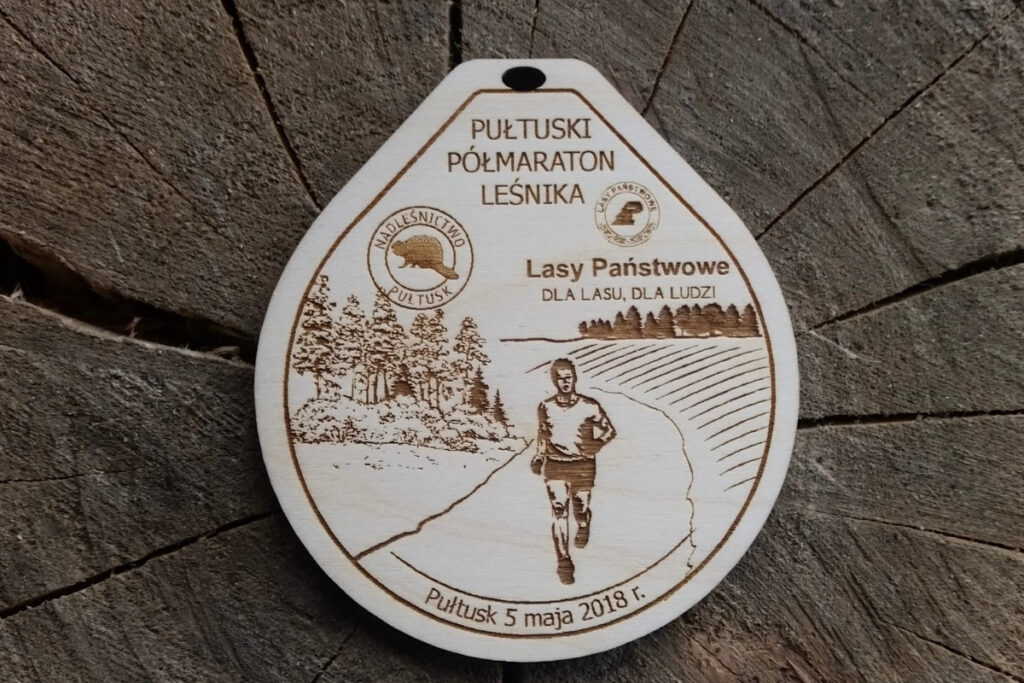 PUŁTUSKI
PÓŁMARATON
LEŚNIKA
NADLEŚNICTWO
PUŁTUSK
LASY PAŃSTWOWE
Lasy Państwowe
DLA LASU, DLA LUDZI
Pułtusk 5 maja 2018 r.